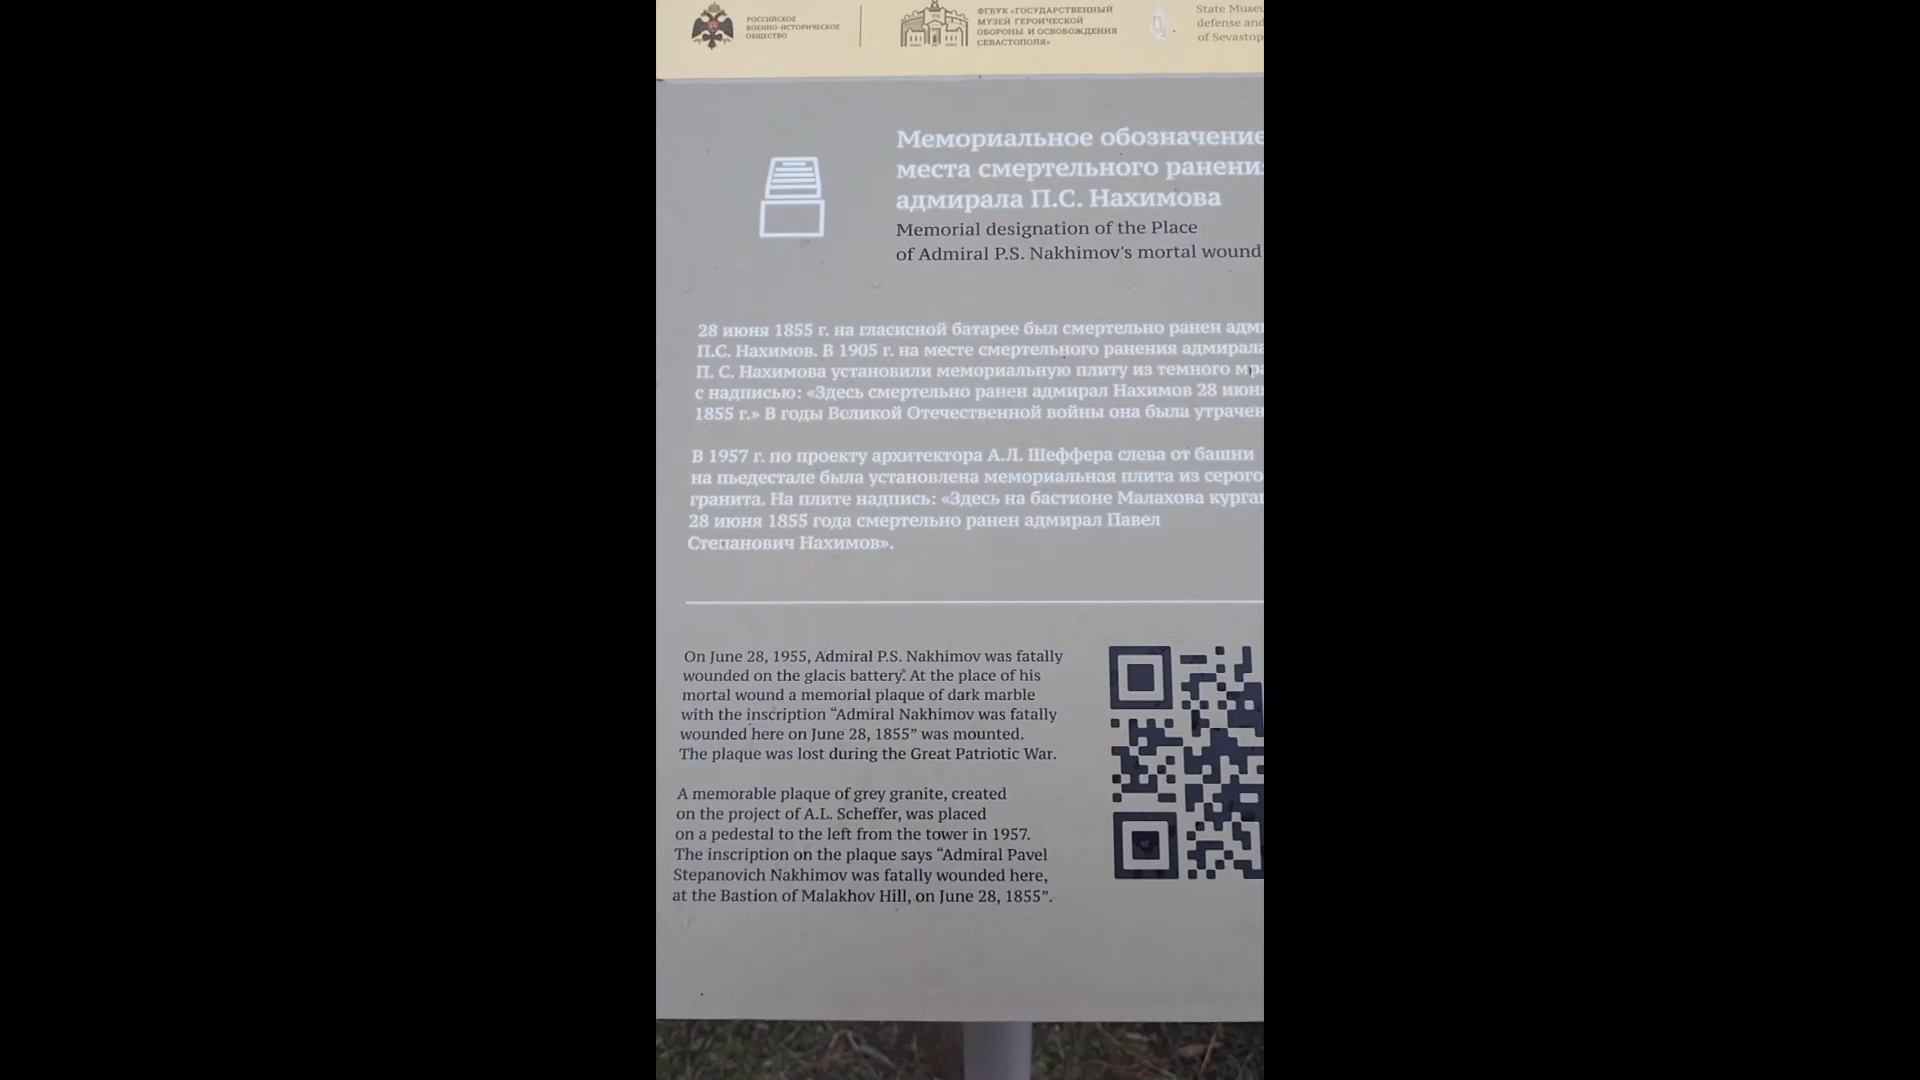 РОССИЙСКОЕ
ВОЕННО-ИСТОРИЧЕСКОЕ
ОБЩЕСТВО
ФГБУК «ГОСУДАРСТВЕННЫЙ
МУЗЕЙ ГЕРОИЧЕСКОЙ
ОБОРОНЫ И ОСВОБОЖДЕНИЯ
СЕВАСТОПОЛЯ»
State
defense and
of
Мемориальное обозначение
места смертельного
адмирала П.С. Нахимова
Memorial designation of the Place
of Admiral P.S. Nakhimov's mortal wound
28 июня 1855 г. на гласисной батарее был смертельно ранен
П.С. Нахимов. В 1905 г. на месте смертельного ранения адмирала
П. С. Нахимова установили мемориальную плиту из темного
с надписью: «Здесь смертельно ранен адмирал Нахимов 28
1855 г.» В годы Великой Отечественной войны она была
В 1957 г. по проекту архитектора А.Л. Шеффера слева от башни
на пьедестале была установлена мемориальная плита из серого
гранита. На плите надпись: «Здесь на бастионе Малахова
28 июня 1855 года смертельно ранен адмирал Павел
Степанович Нахимов».
On June 28, 1955, Admiral P.S. Nakhimov was fatally
wounded on the glacis battery. At the place of his
mortal wound a memorial plaque of dark marble
with the inscription “Admiral Nakhimov was fatally
wounded here on June 28, 1855” was mounted.
The plaque was lost during the Great Patriotic War.
A memorable plaque of grey granite, created
on the project of A.L. Scheffer, was placed
on a pedestal to the left from the tower in 1957.
The inscription on the plaque says “Admiral Pavel
Stepanovich Nakhimov was fatally wounded here,
at the Bastion of Malakhov Hill, on June 28, 1855”.